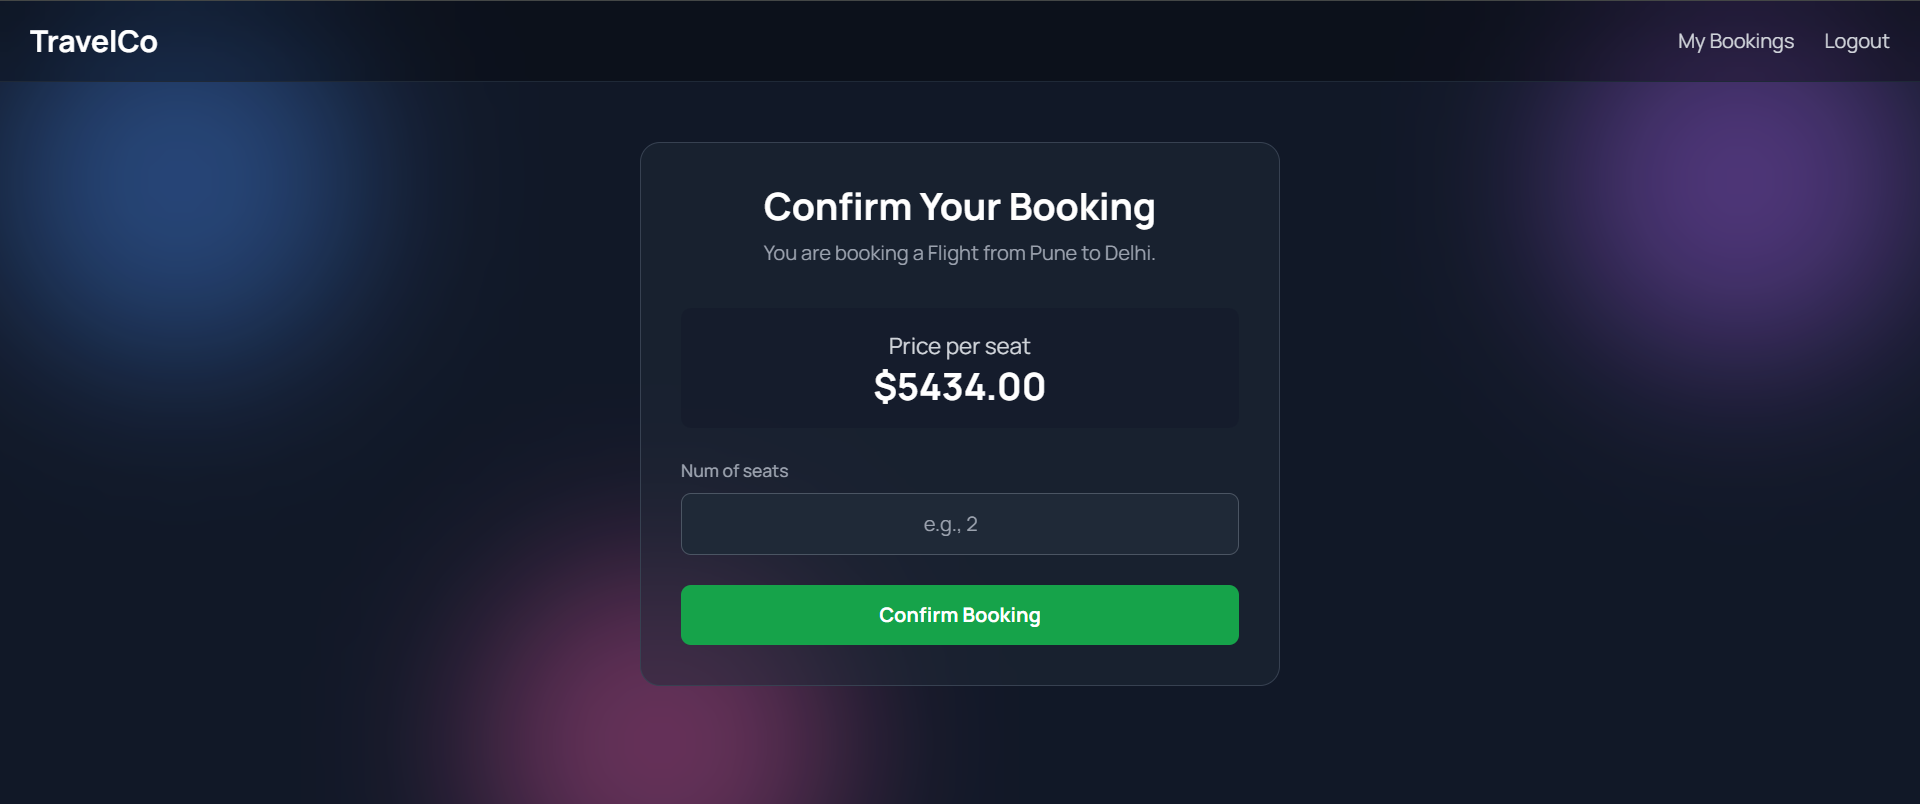 TravelCo
My Bookings
Logout
Confirm Your Booking
You are booking a Flight from Pune to Delhi.
Price per seat
$5434.00
Num of seats
e.g., 2
Confirm Booking